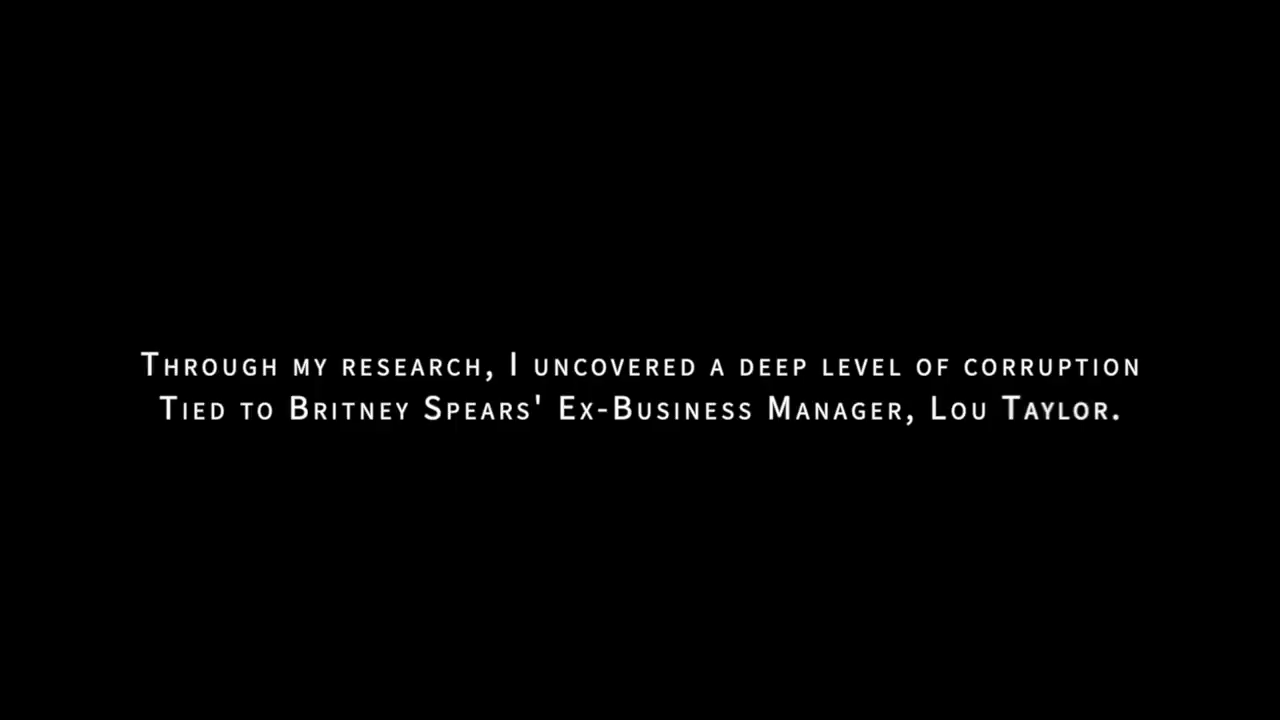 Through my research, I uncovered a deep level of corruption
Tied to Britney Spears' Ex-Business Manager, Lou Taylor.